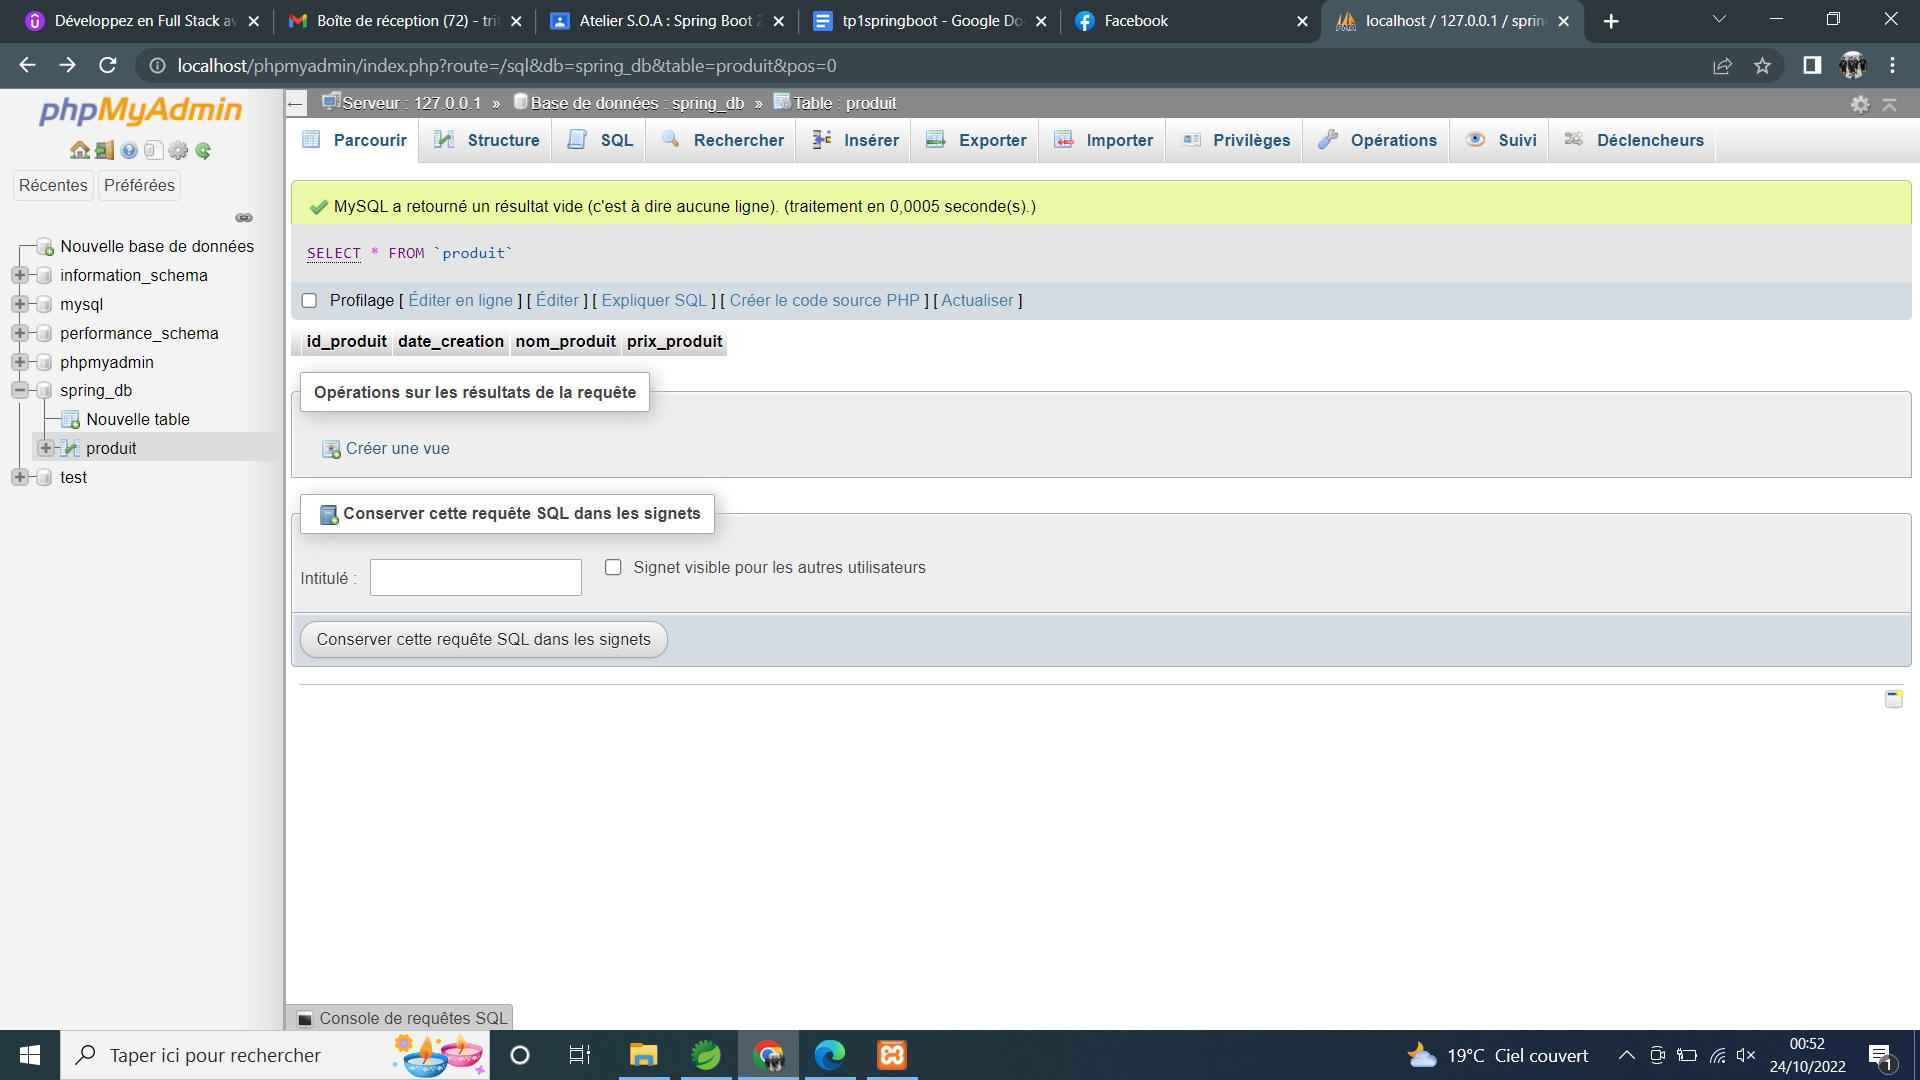 Développez en Full Stack av
Boîte de réception (72) - tri
Atelier S.O.A : Spring Boot 2
tp1springboot - Google Do
Facebook
localhost / 127.0.0.1 / sprin
localhost/phpmyadmin/index.php?route=/sql&db=spring_db&table=produit&pos=0
phpMyAdmin
Récentes
Préférées
Nouvelle base de données
information_schema
mysql
performance_schema
phpmyadmin
spring_db
Nouvelle table
produit
test
Serveur : 127.0.0.1 » Base de données : spring_db » Table : produit
Parcourir
Structure
SQL
Rechercher
Insérer
Exporter
Importer
Privilèges
Opérations
Suivi
Déclencheurs
MySQL a retourné un résultat vide (c'est à dire aucune ligne). (traitement en 0,0005 seconde(s).)
SELECT * FROM `produit`
Profilage [ Éditer en ligne ] [ Éditer ] [ Expliquer SQL ] [ Créer le code source PHP ] [ Actualiser ]
id_produit date_creation nom_produit prix_produit
Opérations sur les résultats de la requête
Créer une vue
Conserver cette requête SQL dans les signets
Intitulé :
Signet visible pour les autres utilisateurs
Conserver cette requête SQL dans les signets
Console de requêtes SQL
Taper ici pour rechercher
19°C Ciel couvert
00:52
24/10/2022
1